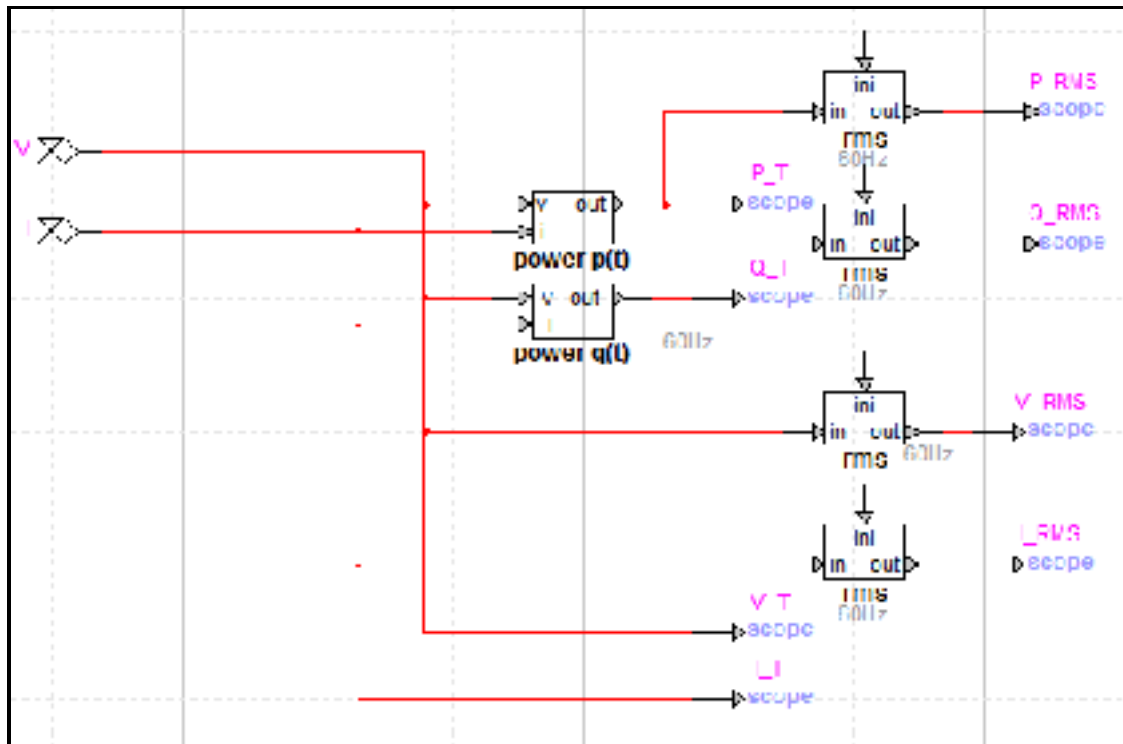 ini
P_RMS
in out
scope
rms
60Hz
V
P_T
scope
v out
ini
Q_RMS
in out
scope
I
i
power p(t)
rms
60Hz
Q_T
scope
v out
i
60Hz
power q(t)
ini
V_RMS
in out
scope
rms
60Hz
ini
I_RMS
in out
scope
rms
60Hz
V_T
scope
I_T
scope